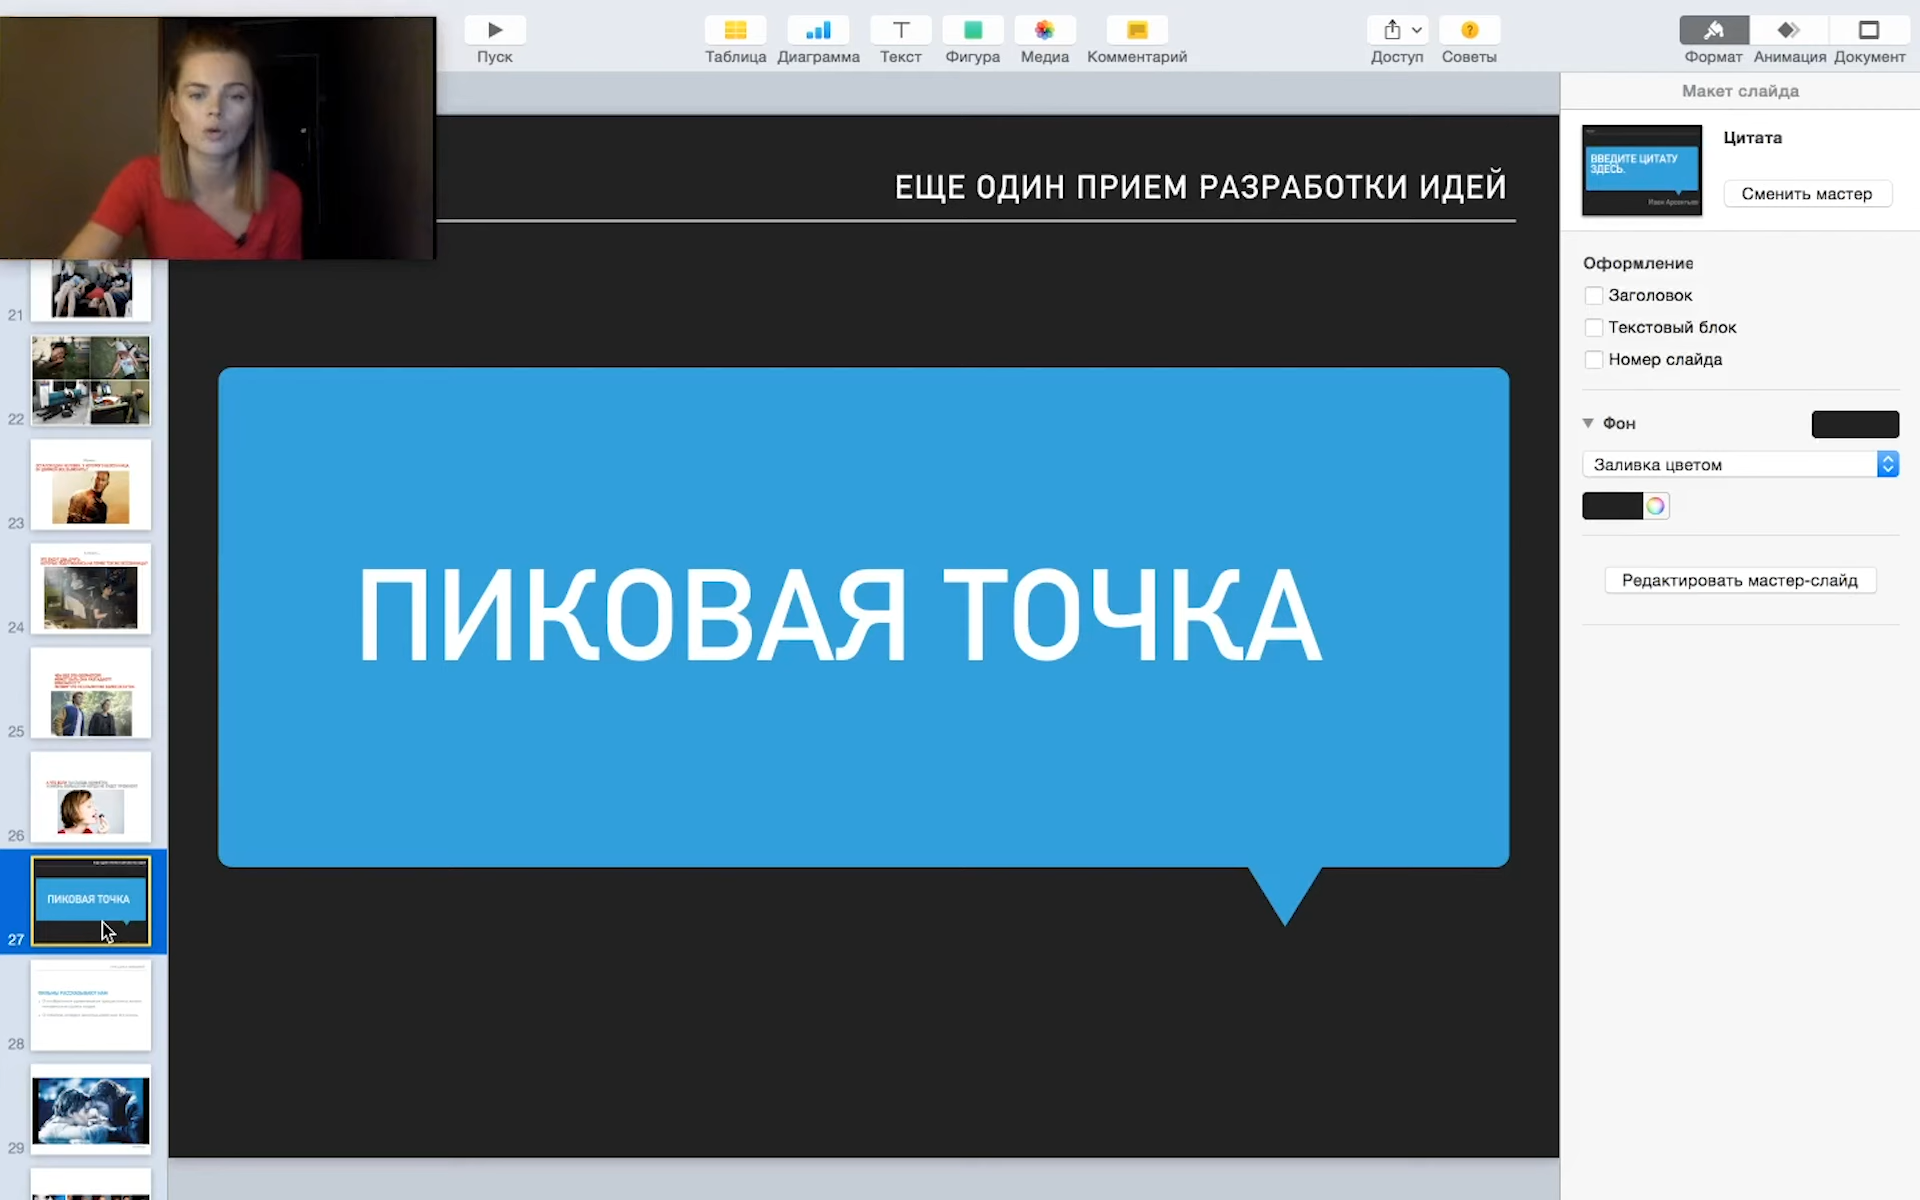 Пуск
Таблица
Диаграмма
Текст
Фигура
Медиа
Комментарий
Доступ
Советы
Формат
Анимация
Документ
Макет слайда
ВВЕДИТЕ ЦИТАТУ
ЗДЕСЬ.
Цитата
Сменить мастер
ЕЩЕ ОДИН ПРИЕМ РАЗРАБОТКИ ИДЕЙ
ПИКОВАЯ ТОЧКА
Оформление
Заголовок
Текстовый блок
Номер слайда
Фон
Заливка цветом
Редактировать мастер-слайд
21
22
23
24
25
26
ПИКОВАЯ ТОЧКА
27
28
29